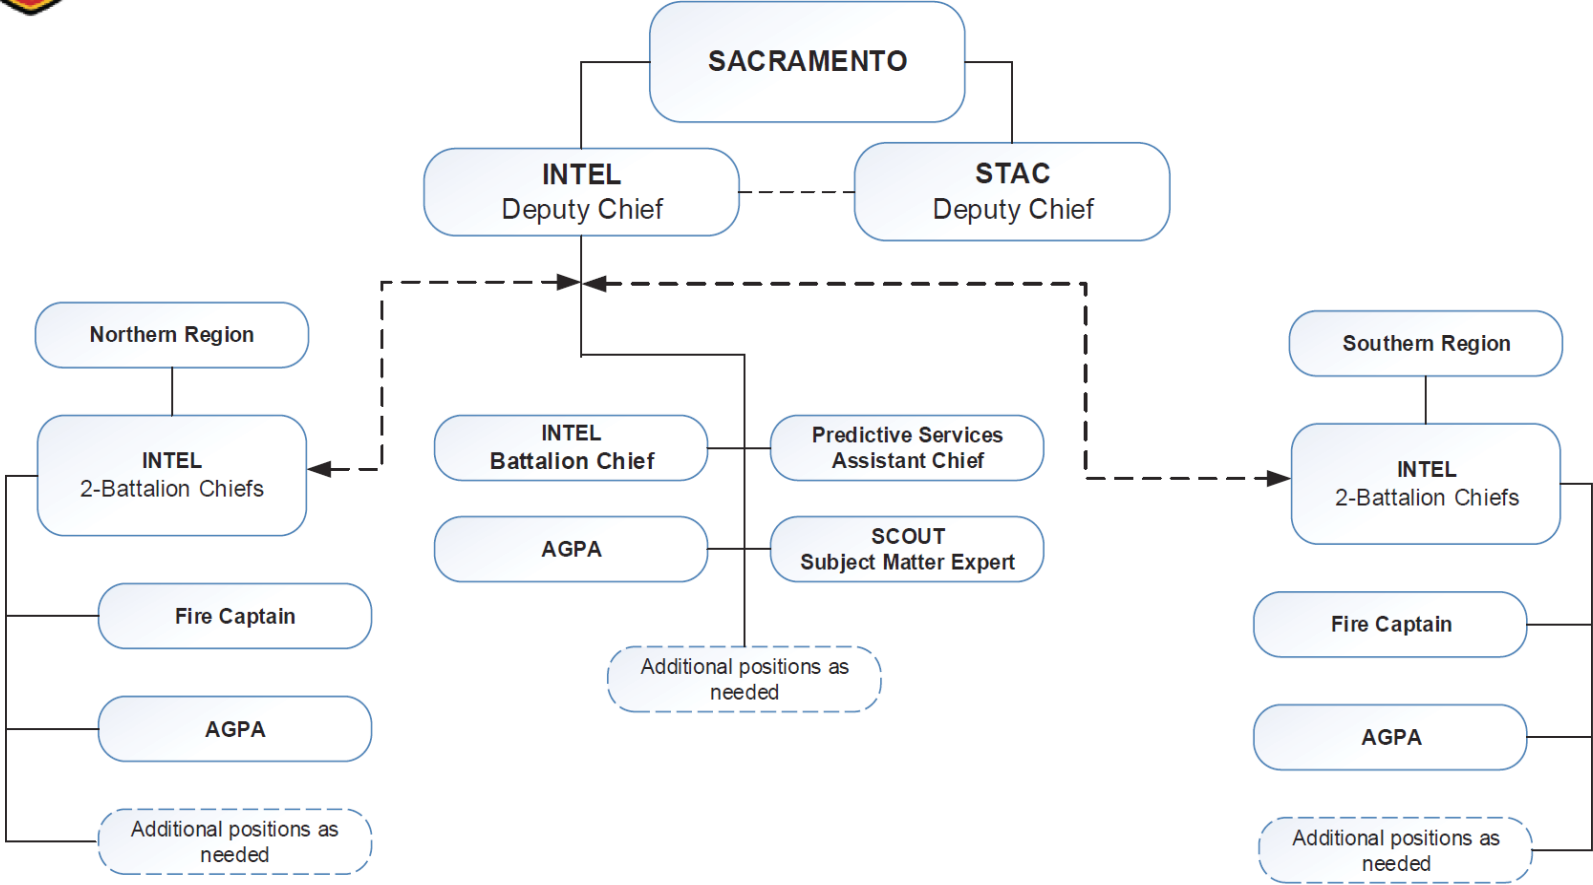 SACRAMENTO
INTEL
Deputy Chief
STAC
Deputy Chief
Northern Region
INTEL
2-Battalion Chiefs
Fire Captain
AGPA
Additional positions as
needed
INTEL
Battalion Chief
Predictive Services
Assistant Chief
AGPA
SCOUT
Subject Matter Expert
Additional positions as
needed
Southern Region
INTEL
2-Battalion Chiefs
Fire Captain
AGPA
Additional positions as
needed